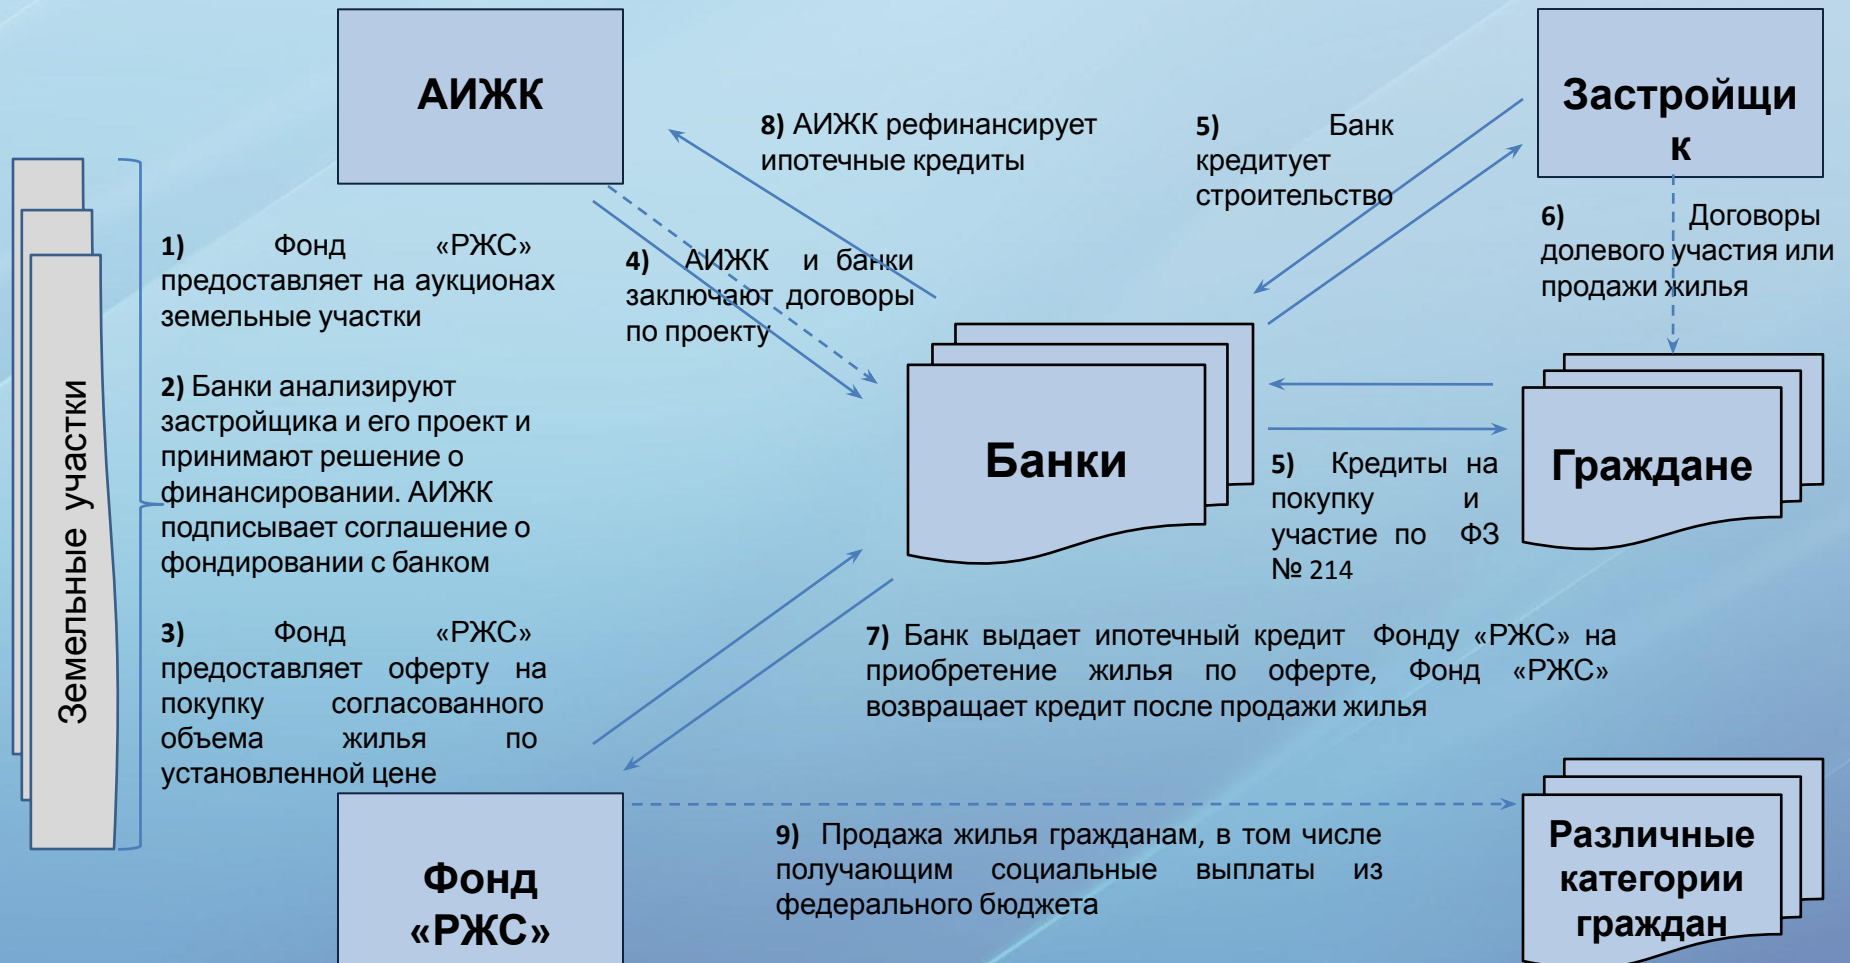 АИЖК
Застройщи
к
8) АИЖК рефинансирует
ипотечные кредиты
5) Банк
кредитует
строительство
6) Договоры
долевого участия или
продажи жилья
1) Фонд «РЖС»
предоставляет на аукционах
земельные участки
4) АИЖК и банки
заключают договоры
по проекту
2) Банки анализируют
застройщика и его проект и
принимают решение о
финансировании. АИЖК
подписывает соглашение о
фондировании с банком
Земельные участки
Банки
5) Кредиты на
покупку и
участие по ФЗ
№ 214
Граждане
3) Фонд «РЖС»
предоставляет оферту на
покупку согласованного
объема жилья по
установленной цене
7) Банк выдает ипотечный кредит Фонду «РЖС» на
приобретение жилья по оферте, Фонд «РЖС»
возвращает кредит после продажи жилья
Фонд
«РЖС»
9) Продажа жилья гражданам, в том числе
получающим социальные выплаты из
федерального бюджета
Различные
категории
граждан